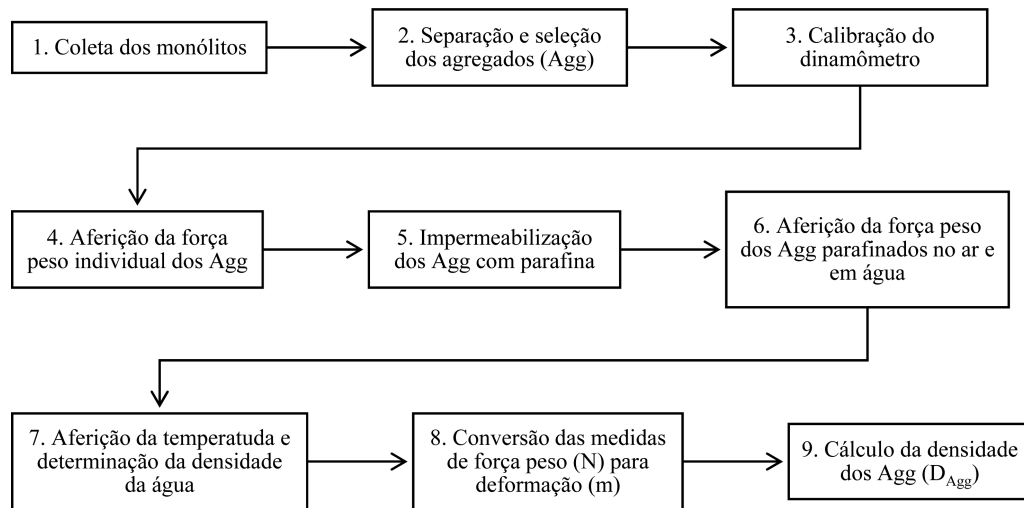 1. Coleta dos monólitos
2. Separação e seleção
dos agregados (Agg)
3. Calibração do
dinamômetro
4. Aferição da força
peso individual dos Agg
5. Impermeabilização
dos Agg com parafina
6. Aferição da força peso
dos Agg parafinados no ar e
em água
7. Aferição da temperatuda e
determinação da densidade
da água
8. Conversão das medidas
de força peso (N) para
deformação (m)
9. Cálculo da densidade
dos Agg (D_Agg)